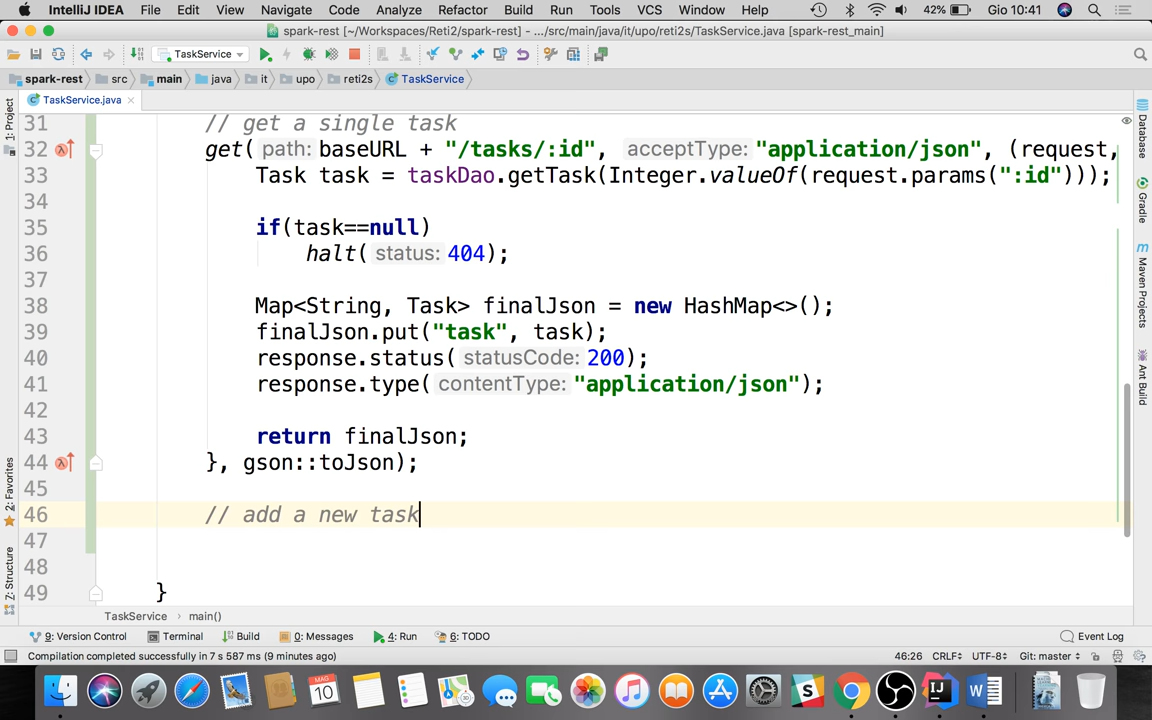 IntelliJ IDEA File Edit View Navigate Code Analyze Refactor Build Run Tools VCS Window Help 42% Gio 10:41
spark-rest [~/Workspaces/Reti2/spark-rest] - .../src/main/java/it/upo/reti2s/TaskService.java [spark-rest_main]
TaskService
spark-rest src main java it upo reti2s TaskService
TaskService.java
31 // get a single task
32 get( path: baseURL + "/tasks/:id", acceptType: "application/json", (request,
33 Task task = taskDao.getTask(Integer.valueOf(request.params(":id")));
34
35 if(task==null)
36 halt( status: 404);
37
38 Map<String, Task> finalJson = new HashMap<>();
39 finalJson.put("task", task);
40 response.status( statusCode: 200);
41 response.type( contentType: "application/json");
42
43 return finalJson;
44 }, gson::toJson);
45
46 // add a new task
47
48
49 }
1: Project
2: Favorites
7: Structure
Database
Gradle
Maven Projects
Ant Build
TaskService › main()
9: Version Control Terminal Build 0: Messages 4: Run 6: TODO Event Log
Compilation completed successfully in 7 s 587 ms (9 minutes ago) 46:26 CRLF UTF-8 Git: master
MAG
10